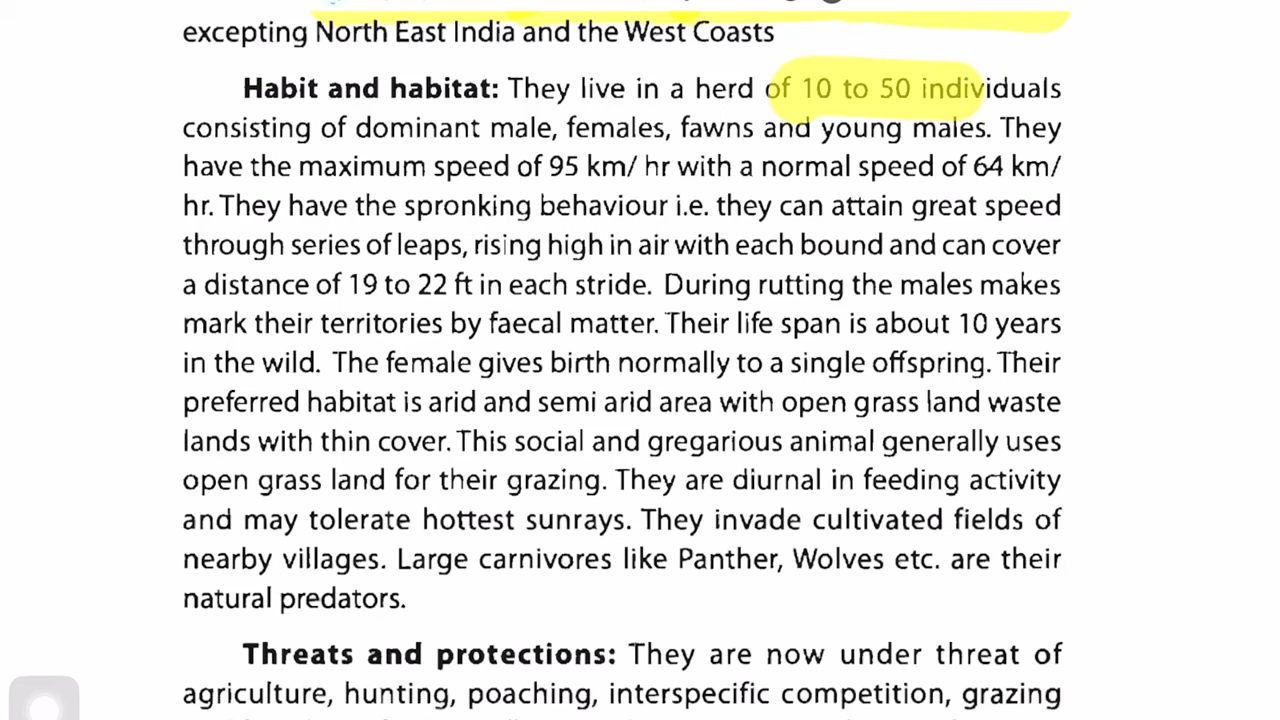 excepting North East India and the West Coasts
Habit and habitat: They live in a herd of 10 to 50 individuals
consisting of dominant male, females, fawns and young males. They
have the maximum speed of 95 km/ hr with a normal speed of 64 km/
hr. They have the spronking behaviour i.e. they can attain great speed
through series of leaps, rising high in air with each bound and can cover
a distance of 19 to 22 ft in each stride. During rutting the males makes
mark their territories by faecal matter. Their life span is about 10 years
in the wild. The female gives birth normally to a single offspring. Their
preferred habitat is arid and semi arid area with open grass land waste
lands with thin cover. This social and gregarious animal generally uses
open grass land for their grazing. They are diurnal in feeding activity
and may tolerate hottest sunrays. They invade cultivated fields of
nearby villages. Large carnivores like Panther, Wolves etc. are their
natural predators.
Threats and protections: They are now under threat of
agriculture, hunting, poaching, interspecific competition, grazing